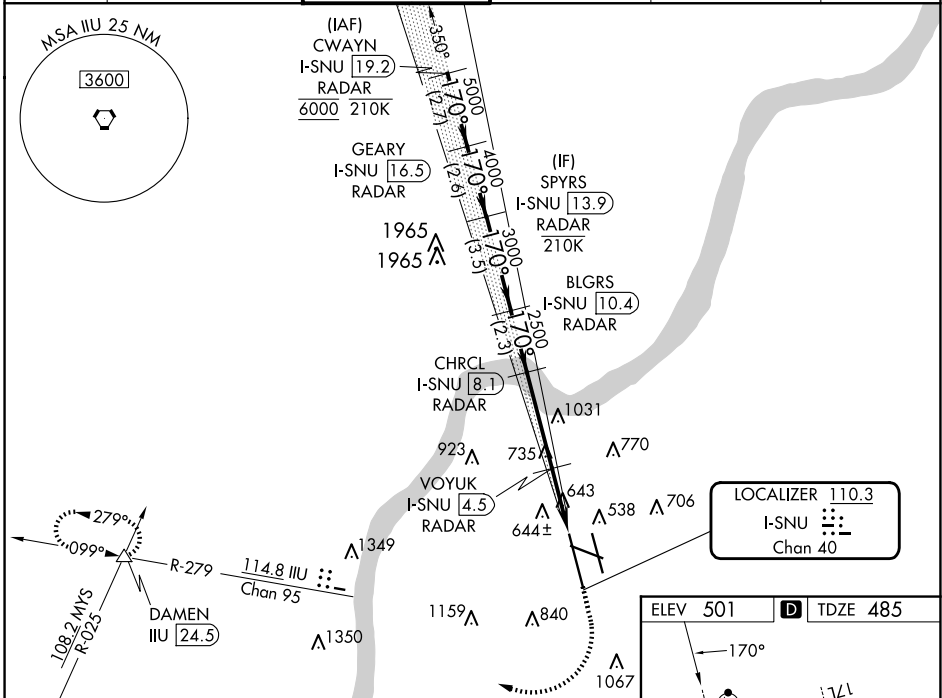 MSA IIU 25 NM
3600
(IAF)
CWAYN
I-SNU 19.2
RADAR
6000 210K
350°
170°
5000
(2.7)
GEARY
I-SNU 16.5
RADAR
170°
4000
(2.6)
(IF)
SPYRS
I-SNU 13.9
RADAR
210K
1965
1965
170°
3000
(3.5)
BLGRS
I-SNU 10.4
RADAR
170°
2500
(2.3)
CHRCL
I-SNU 8.1
RADAR
1031
923
735
770
VOYUK
I-SNU 4.5
RADAR
643
644±
538
706
LOCALIZER 110.3
I-SNU
Chan 40
279°
099°
R-279
114.8 IIU
Chan 95
1349
108.2 MYS
R-025
DAMEN
IIU 24.5
1350
1159
840
1067
ELEV 501 D TDZE 485
170°
17L